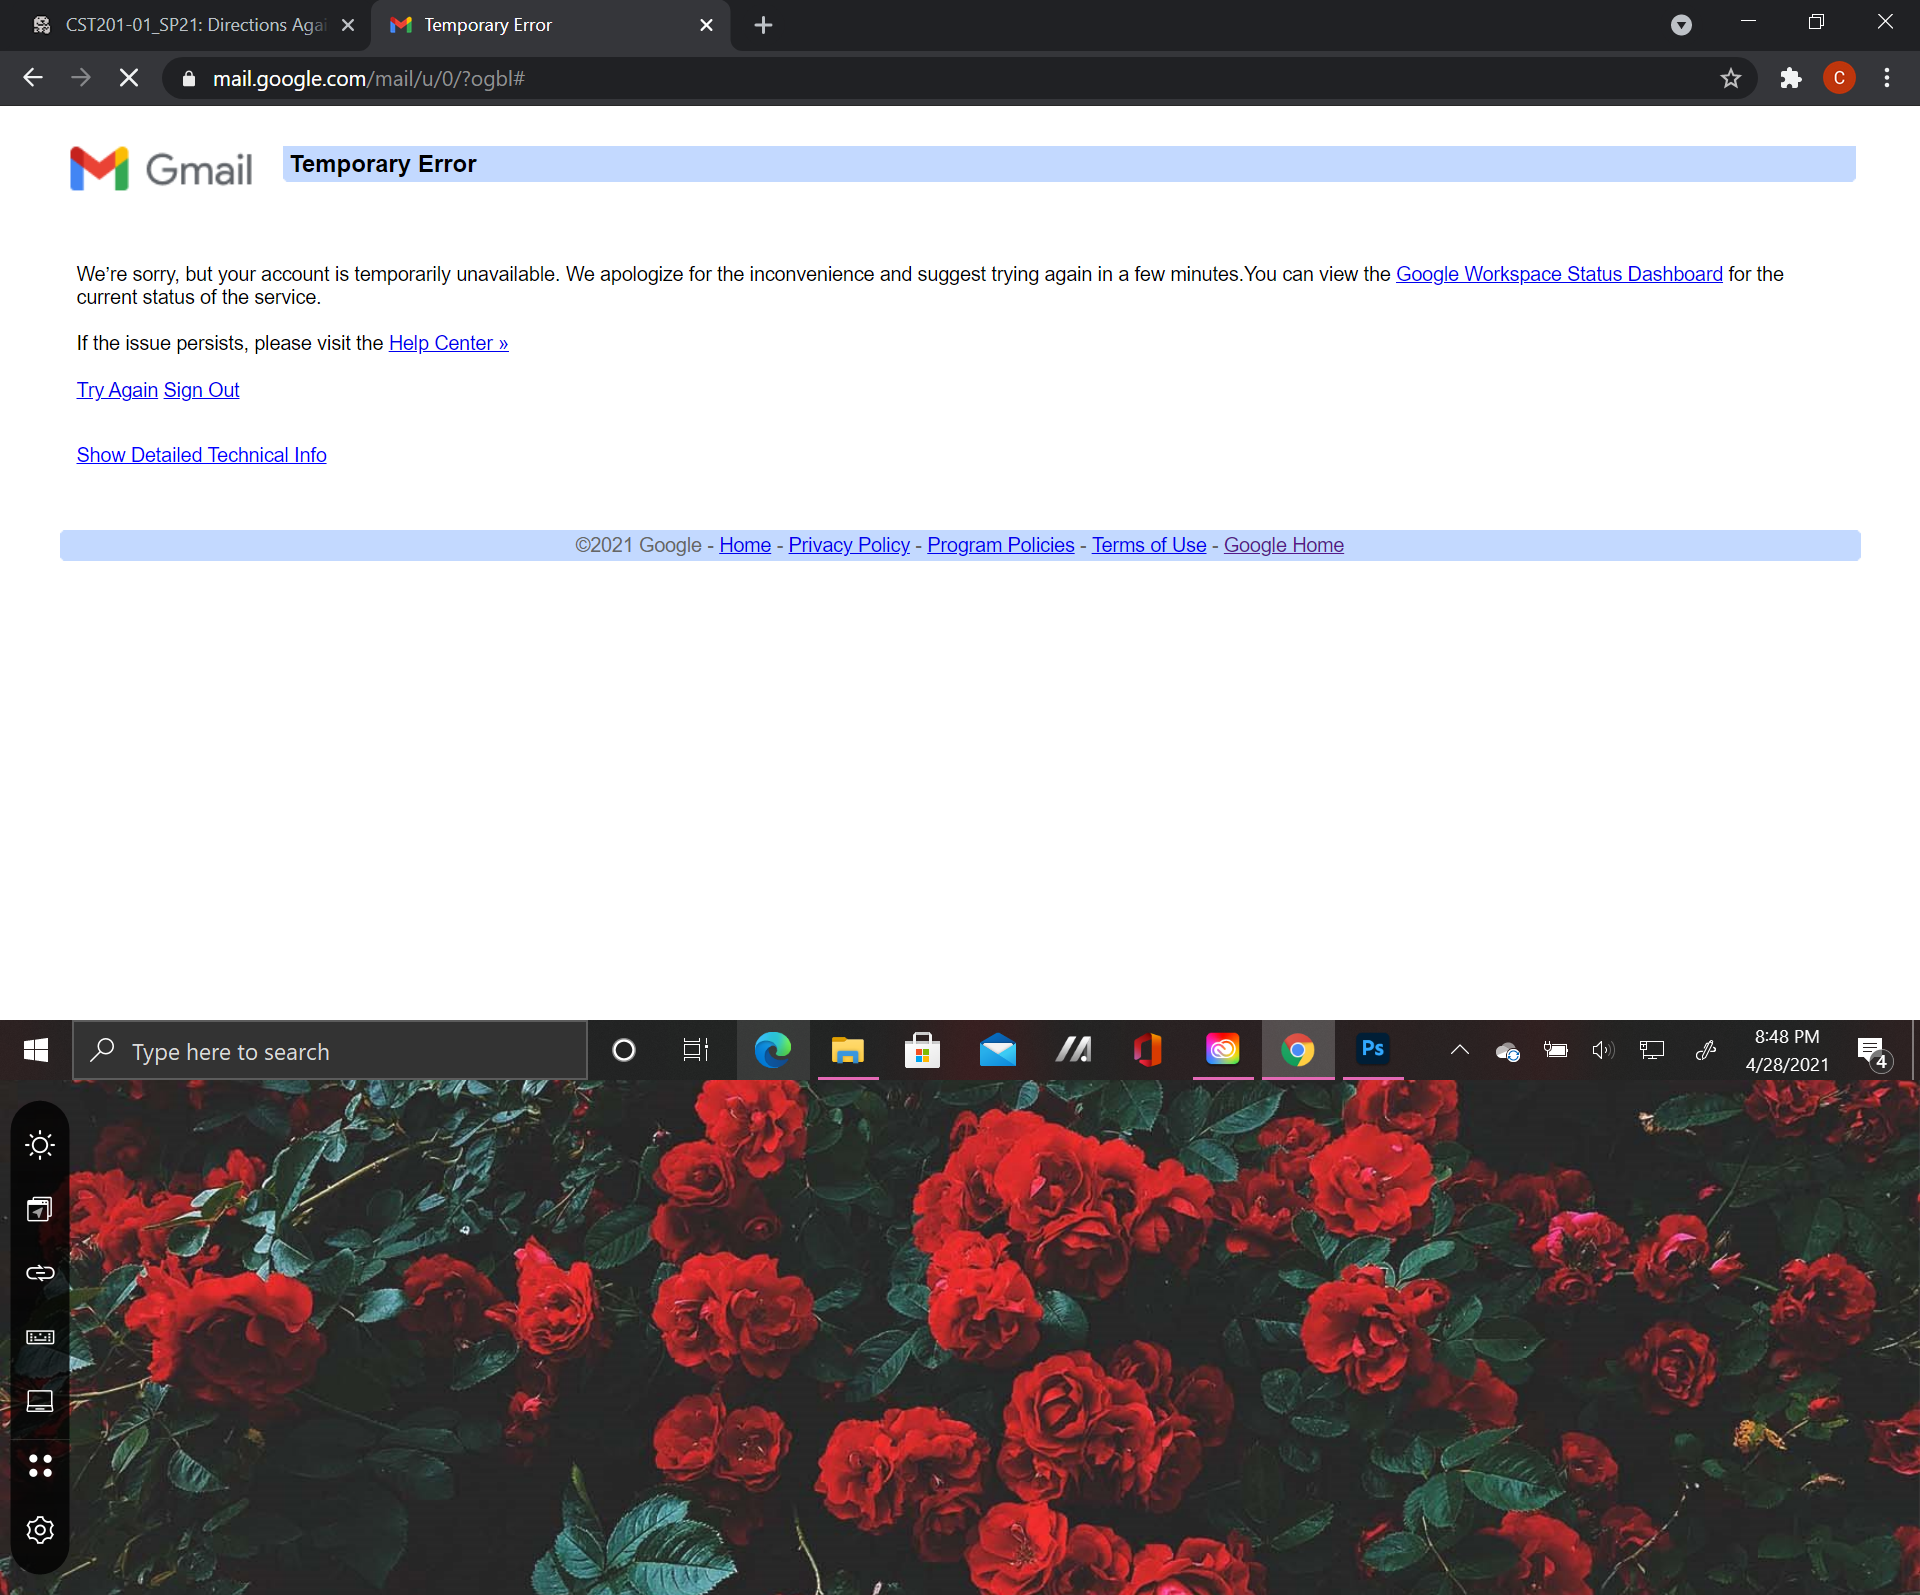 CST201-01_SP21: Directions Agai
Temporary Error
mail.google.com/mail/u/0/?ogbl#
C
Gmail
Temporary Error
We're sorry, but your account is temporarily unavailable. We apologize for the inconvenience and suggest trying again in a few minutes.You can view the Google Workspace Status Dashboard for the
current status of the service.
If the issue persists, please visit the Help Center »
Try Again Sign Out
Show Detailed Technical Info
©2021 Google - Home - Privacy Policy - Program Policies - Terms of Use - Google Home
Type here to search
Ps
8:48 PM
4/28/2021
4